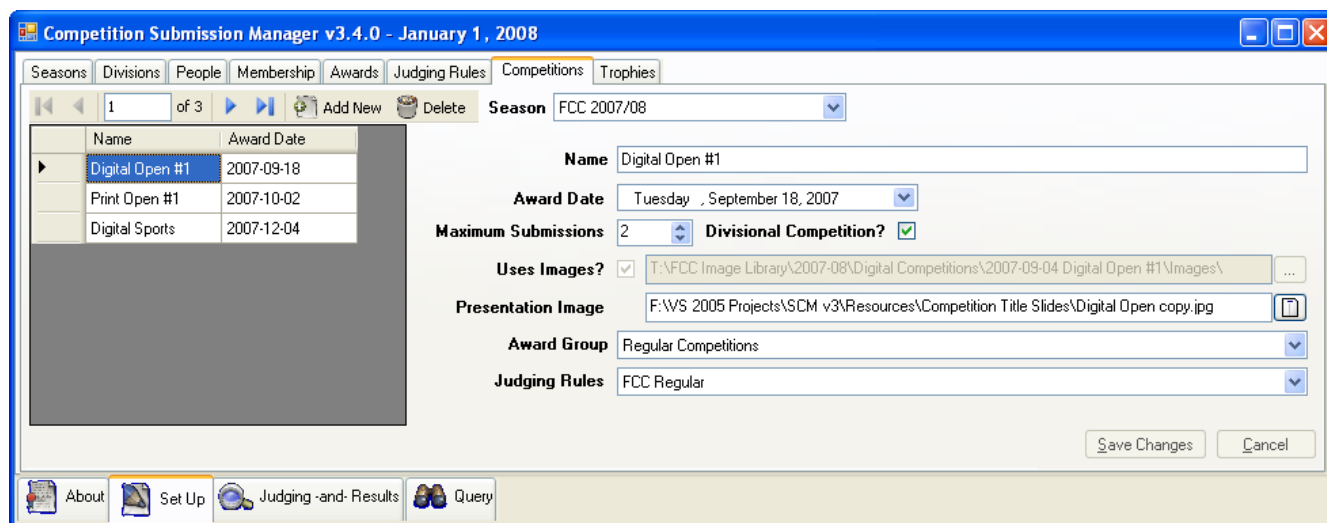 Competition Submission Manager v3.4.0 - January 1, 2008
Seasons Divisions People Membership Awards Judging Rules Competitions Trophies
1 of 3 Add New Delete Season FCC 2007/08
Name Award Date
Digital Open #1 2007-09-18
Print Open #1 2007-10-02
Digital Sports 2007-12-04
Name Digital Open #1
Award Date Tuesday , September 18, 2007
Maximum Submissions 2 Divisional Competition?
Uses Images? T:\FCC Image Library\2007-08\Digital Competitions\2007-09-04 Digital Open #1\Images\ ...
Presentation Image F:\VS 2005 Projects\SCM v3\Resources\Competition Title Slides\Digital Open copy.jpg
Award Group Regular Competitions
Judging Rules FCC Regular
Save Changes Cancel
About Set Up Judging -and- Results Query